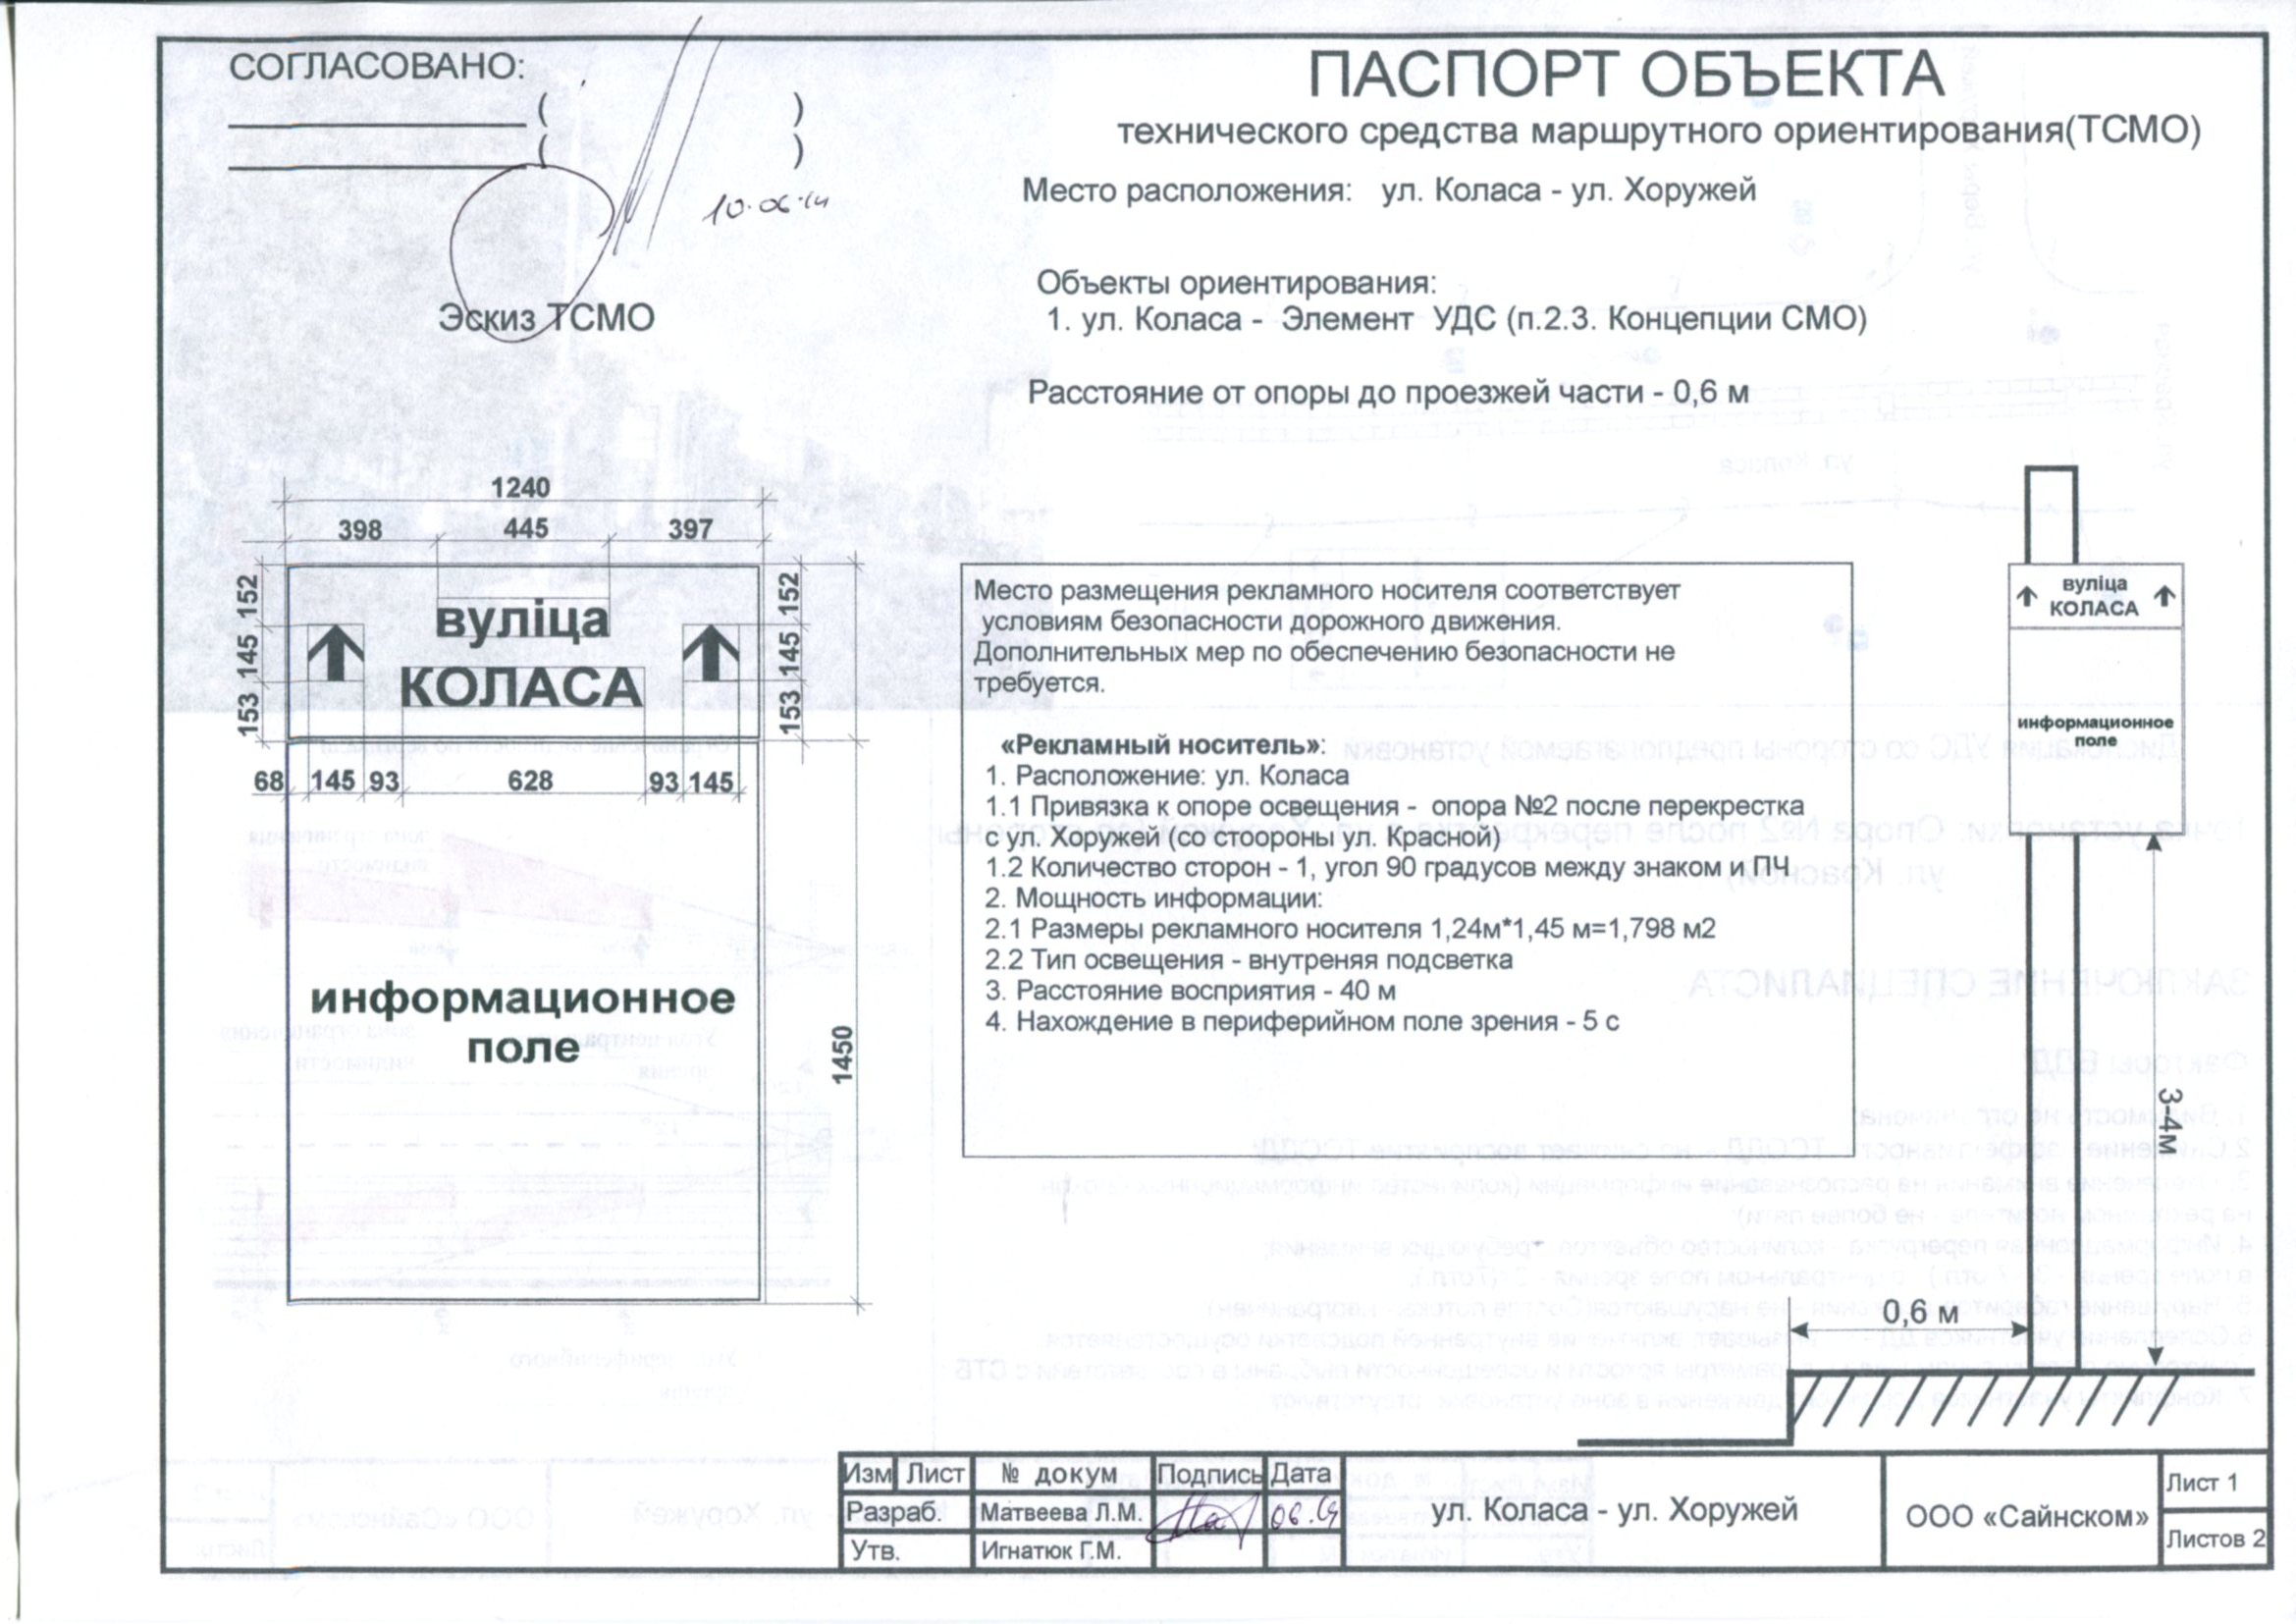 СОГЛАСОВАНО:
( )
( )
10.06.14
ПАСПОРТ ОБЪЕКТА
технического средства маршрутного ориентирования(ТСМО)
Место расположения: ул. Коласа - ул. Хоружей
Объекты ориентирования:
1. ул. Коласа - Элемент УДС (п.2.3. Концепции СМО)
Расстояние от опоры до проезжей части - 0,6 м
Эскиз ТСМО
1240
398 445 397
152 145 153
вуліца
КОЛАСА
152 145 153
68 145 93 628 93 145
информационное
поле
1450
Место размещения рекламного носителя соответствует
условиям безопасности дорожного движения.
Дополнительных мер по обеспечению безопасности не
требуется.
«Рекламный носитель»:
1. Расположение: ул. Коласа
1.1 Привязка к опоре освещения - опора №2 после перекрестка
с ул. Хоружей (со стороны ул. Красной)
1.2 Количество сторон - 1, угол 90 градусов между знаком и ПЧ
2. Мощность информации:
2.1 Размеры рекламного носителя 1,24м*1,45 м=1,798 м2
2.2 Тип освещения - внутреняя подсветка
3. Расстояние восприятия - 40 м
4. Нахождение в периферийном поле зрения - 5 с
вуліца
КОЛАСА
информационное
поле
3-4м
0,6 м
Изм Лист № докум Подпись Дата
Разраб. Матвеева Л.М. 06.14
Утв. Игнатюк Г.М.
ул. Коласа - ул. Хоружей
ООО «Сайнском»
Лист 1
Листов 2